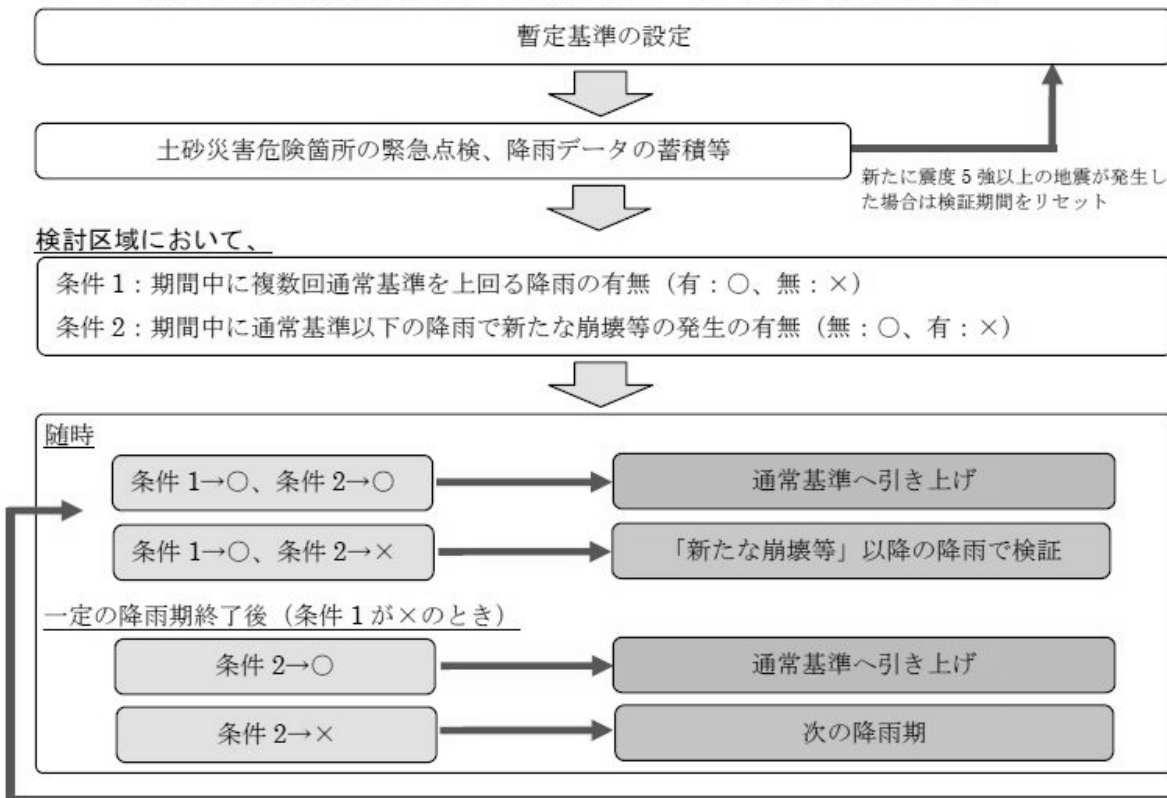 暫定基準の設定
土砂災害危険箇所の緊急点検、降雨データの蓄積等
新たに震度 5 強以上の地震が発生し
た場合は検証期間をリセット
検討区域において、
条件 1：期間中に複数回通常基準を上回る降雨の有無（有：○、無：×）
条件 2：期間中に通常基準以下の降雨で新たな崩壊等の発生の有無（無：○、有：×）
随時
条件 1→○、条件 2→○
通常基準へ引き上げ
条件 1→○、条件 2→×
「新たな崩壊等」以降の降雨で検証
一定の降雨期終了後（条件 1 が×のとき）
条件 2→○
通常基準へ引き上げ
条件 2→×
次の降雨期